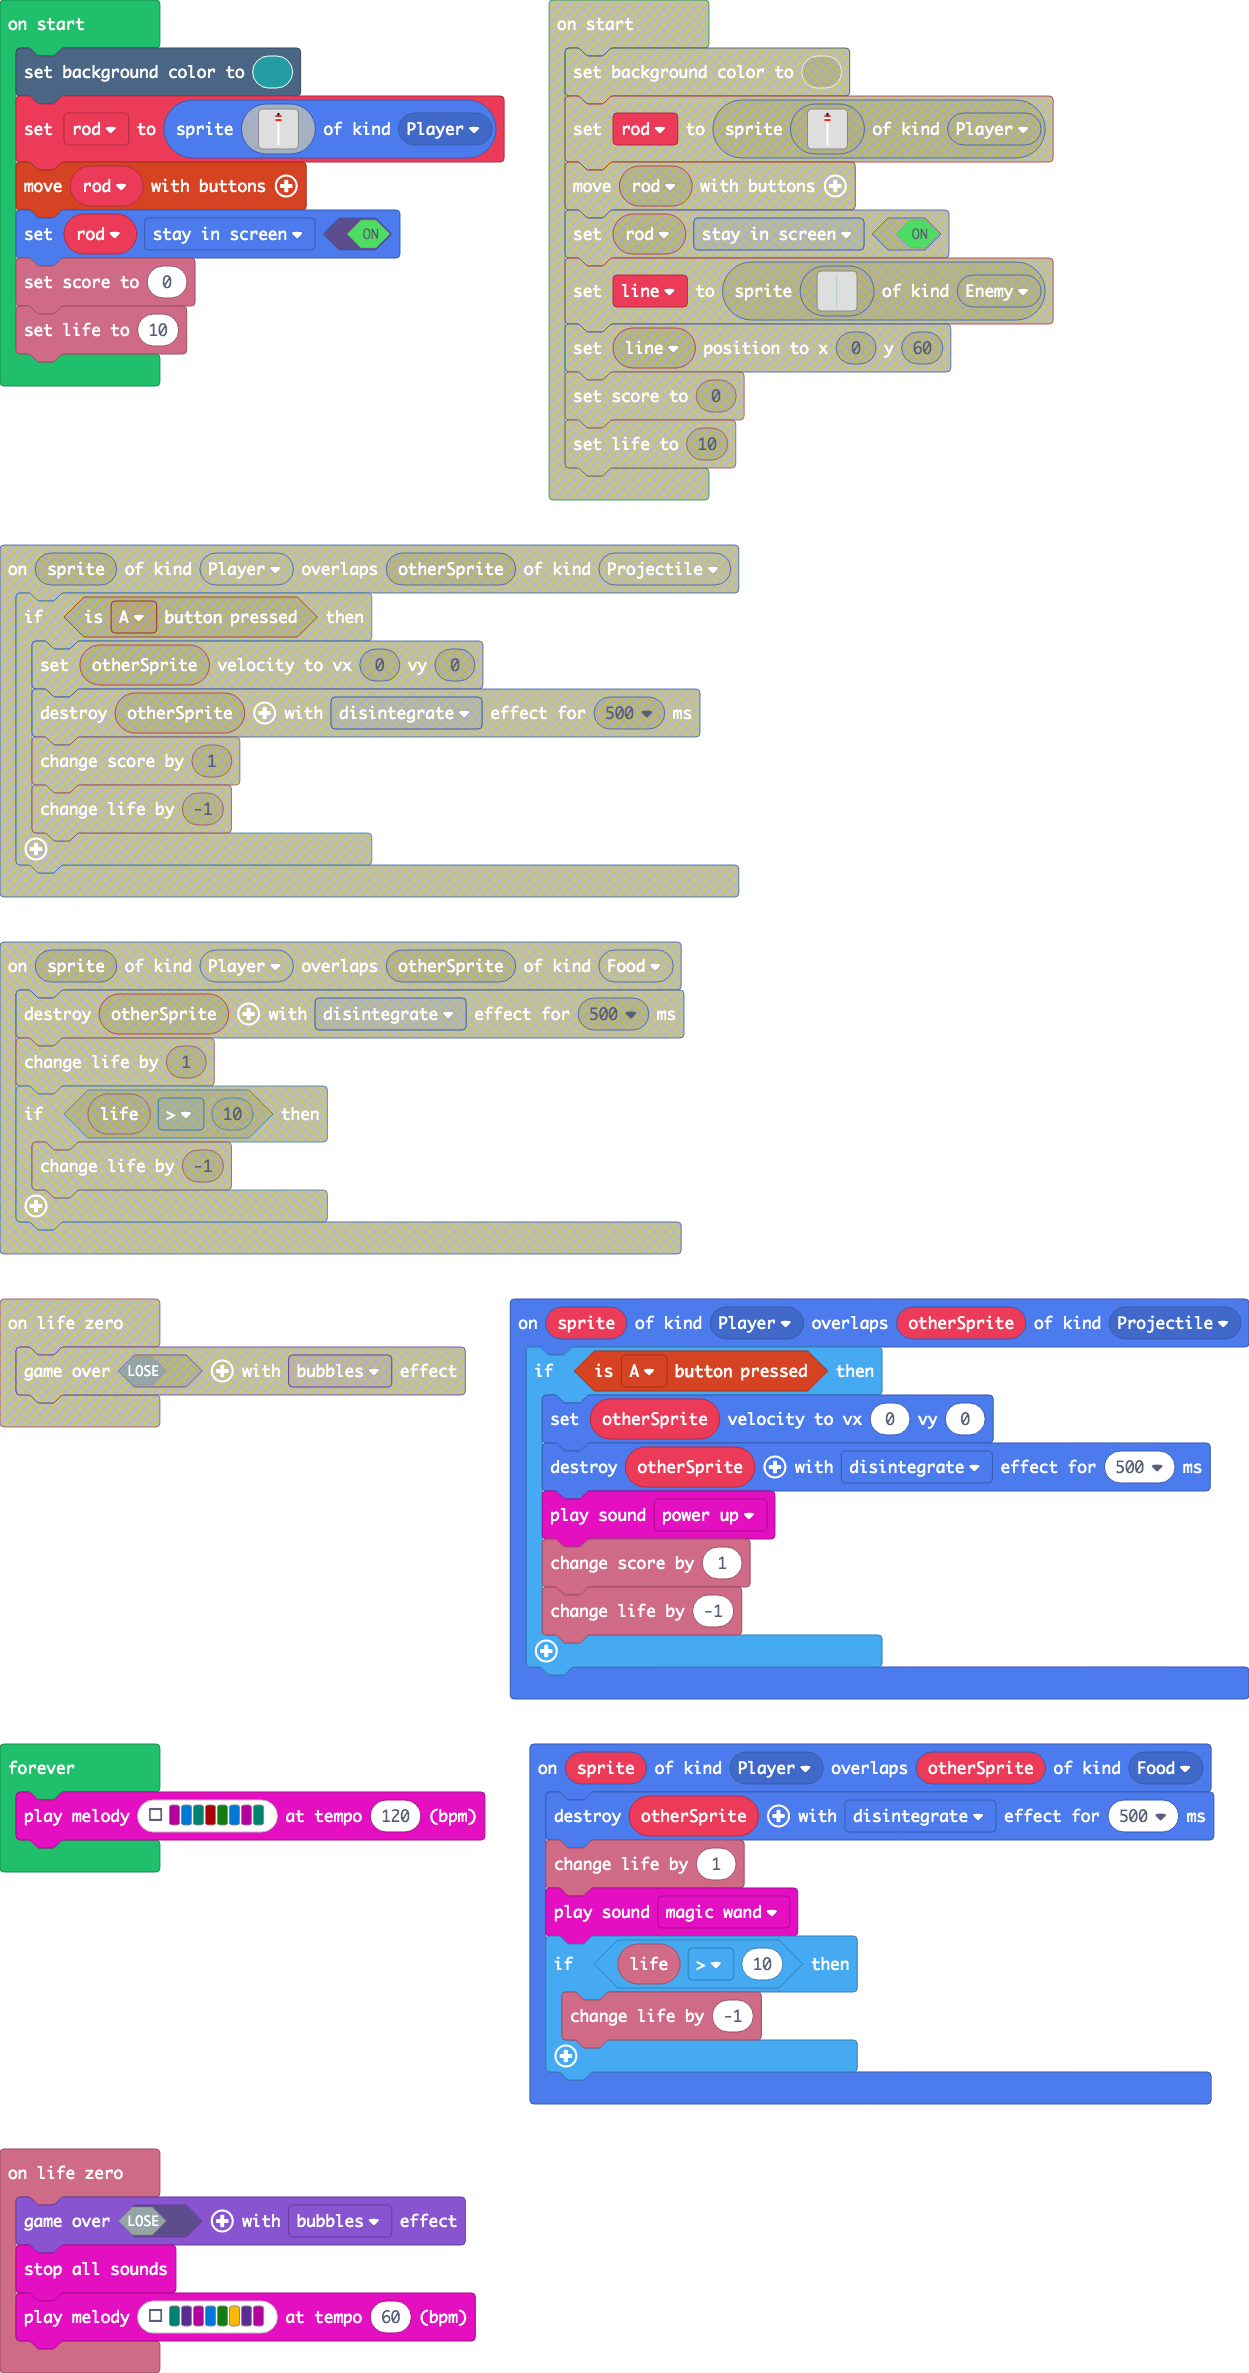 on start
set background color to
set rod to sprite of kind Player
move rod with buttons
set rod stay in screen ON
set score to 0
set life to 10
on start
set background color to
set rod to sprite of kind Player
move rod with buttons
set rod stay in screen ON
set line to sprite of kind Enemy
set line position to x 0 y 60
set score to 0
set life to 10
on sprite of kind Player overlaps otherSprite of kind Projectile
if is A button pressed then
set otherSprite velocity to vx 0 vy 0
destroy otherSprite with disintegrate effect for 500 ms
change score by 1
change life by -1
on sprite of kind Player overlaps otherSprite of kind Food
destroy otherSprite with disintegrate effect for 500 ms
change life by 1
if life > 10 then
change life by -1
on life zero
game over LOSE with bubbles effect
on sprite of kind Player overlaps otherSprite of kind Projectile
if is A button pressed then
set otherSprite velocity to vx 0 vy 0
destroy otherSprite with disintegrate effect for 500 ms
play sound power up
change score by 1
change life by -1
forever
play melody at tempo 120 (bpm)
on sprite of kind Player overlaps otherSprite of kind Food
destroy otherSprite with disintegrate effect for 500 ms
change life by 1
play sound magic wand
if life > 10 then
change life by -1
on life zero
game over LOSE with bubbles effect
stop all sounds
play melody at tempo 60 (bpm)